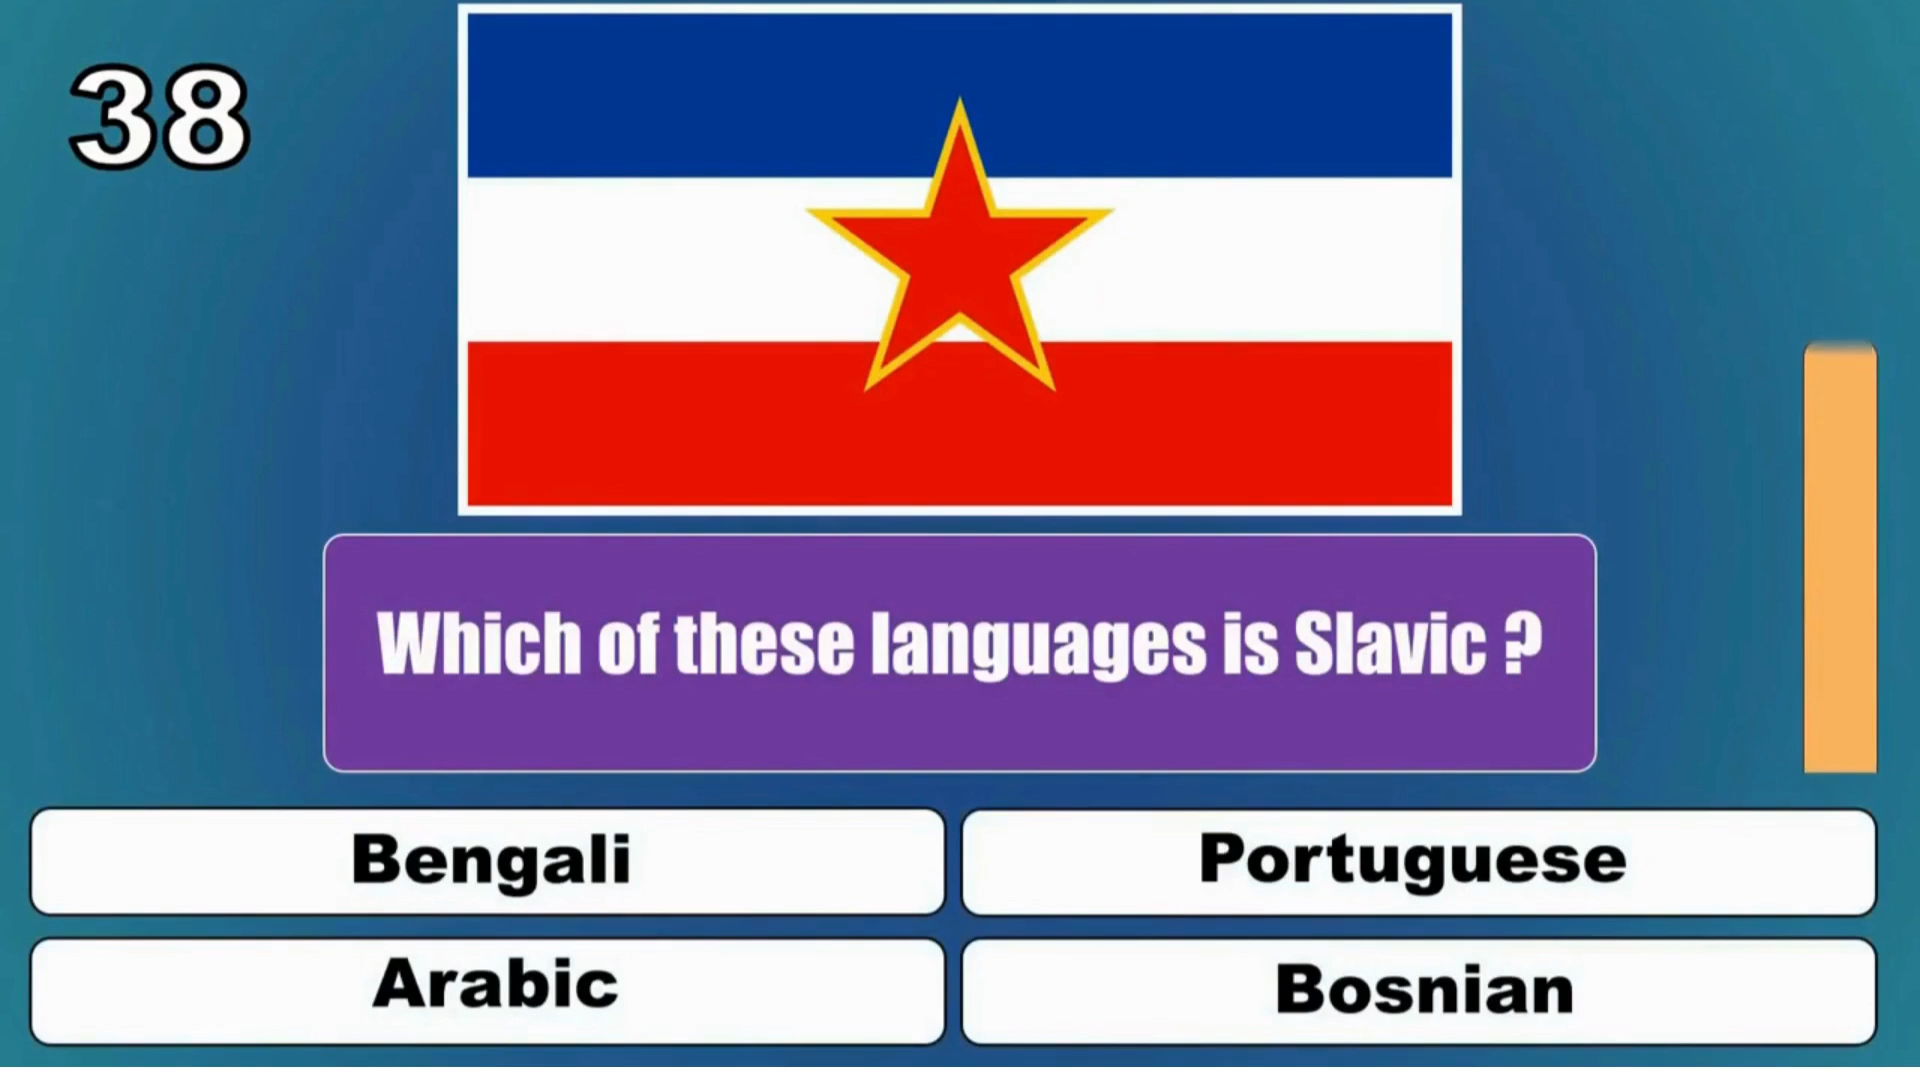 38
Which of these languages is Slavic ?
Bengali
Portuguese
Arabic
Bosnian